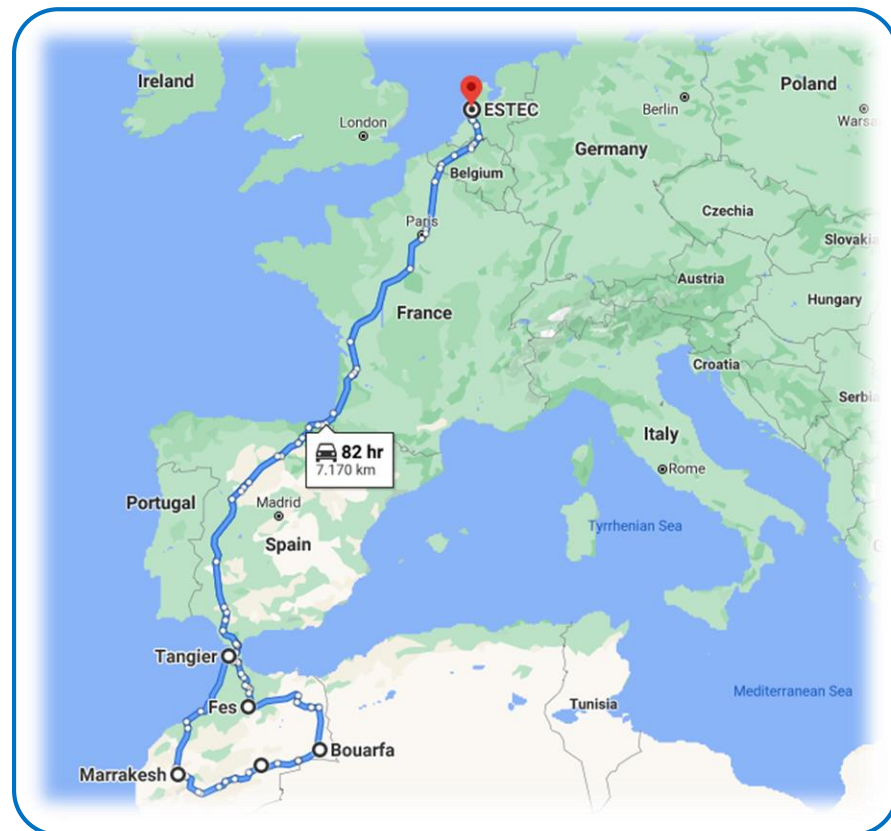 Ireland
ESTEC
Poland
London
Berlin
Warsa
Germany
Belgium
Czechia
Paris
Slovakia
Austria
Hungary
France
Croatia
Serbia
82 hr
7.170 km
Italy
Rome
Portugal
Madrid
Spain
Tyrrhenian Sea
Tangier
Fes
Tunisia
Mediterranean Sea
Bouarfa
Marrakesh